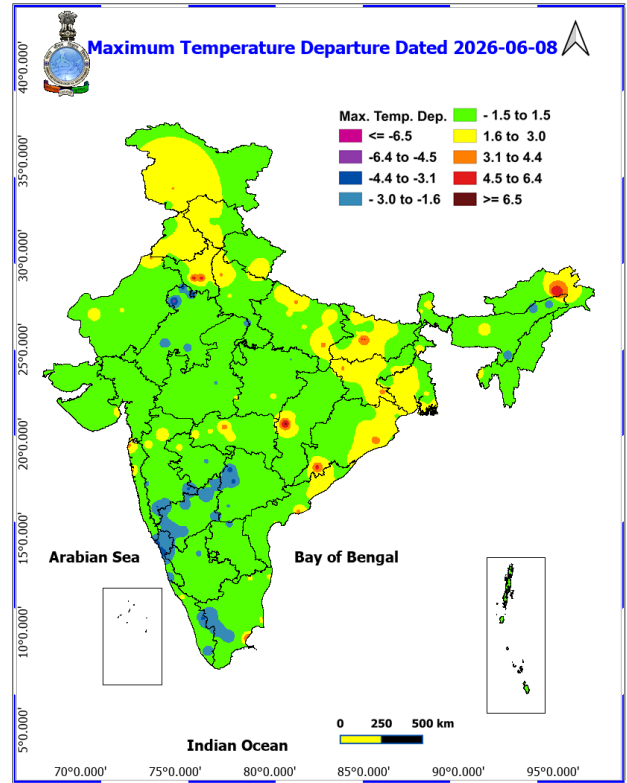 Maximum Temperature Departure Dated 2026-06-08
Max. Temp. Dep.
<= -6.5
-6.4 to -4.5
-4.4 to -3.1
- 3.0 to -1.6
- 1.5 to 1.5
1.6 to 3.0
3.1 to 4.4
4.5 to 6.4
>= 6.5
40°0.000'
35°0.000'
30°0.000'
25°0.000'
20°0.000'
15°0.000'
10°0.000'
5°0.000'
Arabian Sea
Bay of Bengal
0 250 500 km
Indian Ocean
70°0.000' 75°0.000' 80°0.000' 85°0.000' 90°0.000' 95°0.000'